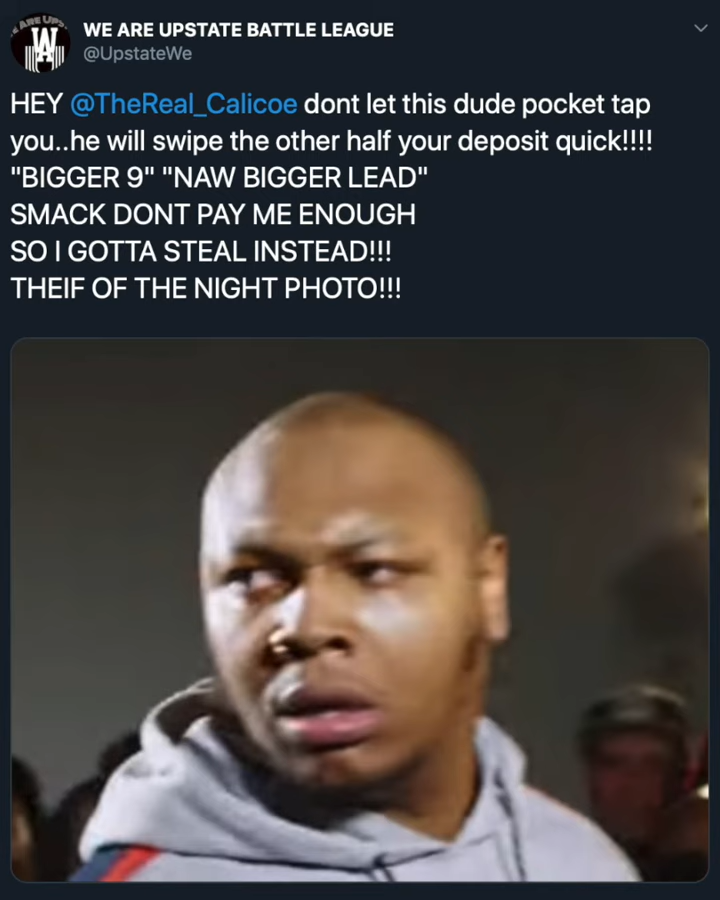 ARE UPS
WE ARE UPSTATE BATTLE LEAGUE
@UpstateWe
HEY @TheReal_Calicoe dont let this dude pocket tap
you..he will swipe the other half your deposit quick!!!!
"BIGGER 9" "NAW BIGGER LEAD"
SMACK DONT PAY ME ENOUGH
SO I GOTTA STEAL INSTEAD!!!
THEIF OF THE NIGHT PHOTO!!!